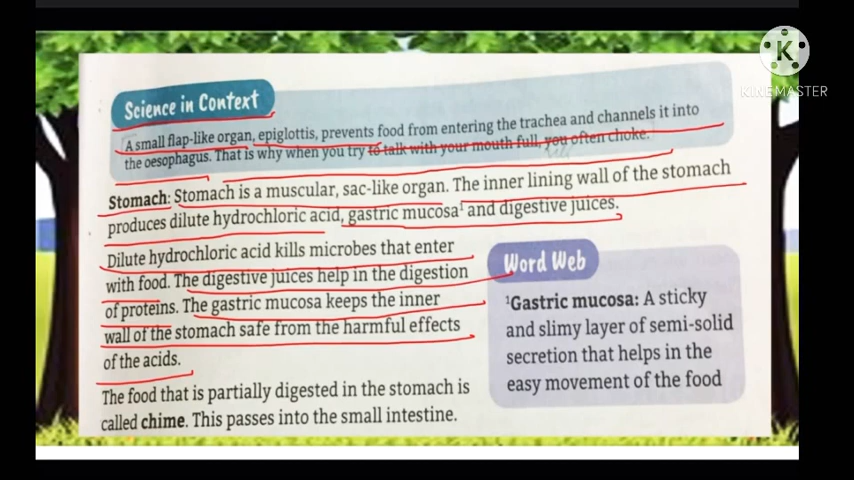 K
KINEMASTER
Science in Context
A small flap-like organ, epiglottis, prevents food from entering the trachea and channels it into
the oesophagus. That is why when you try to talk with your mouth full, you often choke.
Stomach: Stomach is a muscular, sac-like organ. The inner lining wall of the stomach
produces dilute hydrochloric acid, gastric mucosa¹ and digestive juices.
Dilute hydrochloric acid kills microbes that enter
with food. The digestive juices help in the digestion
of proteins. The gastric mucosa keeps the inner
wall of the stomach safe from the harmful effects
of the acids.
The food that is partially digested in the stomach is
called chime. This passes into the small intestine.
Word Web
¹Gastric mucosa: A sticky
and slimy layer of semi-solid
secretion that helps in the
easy movement of the food